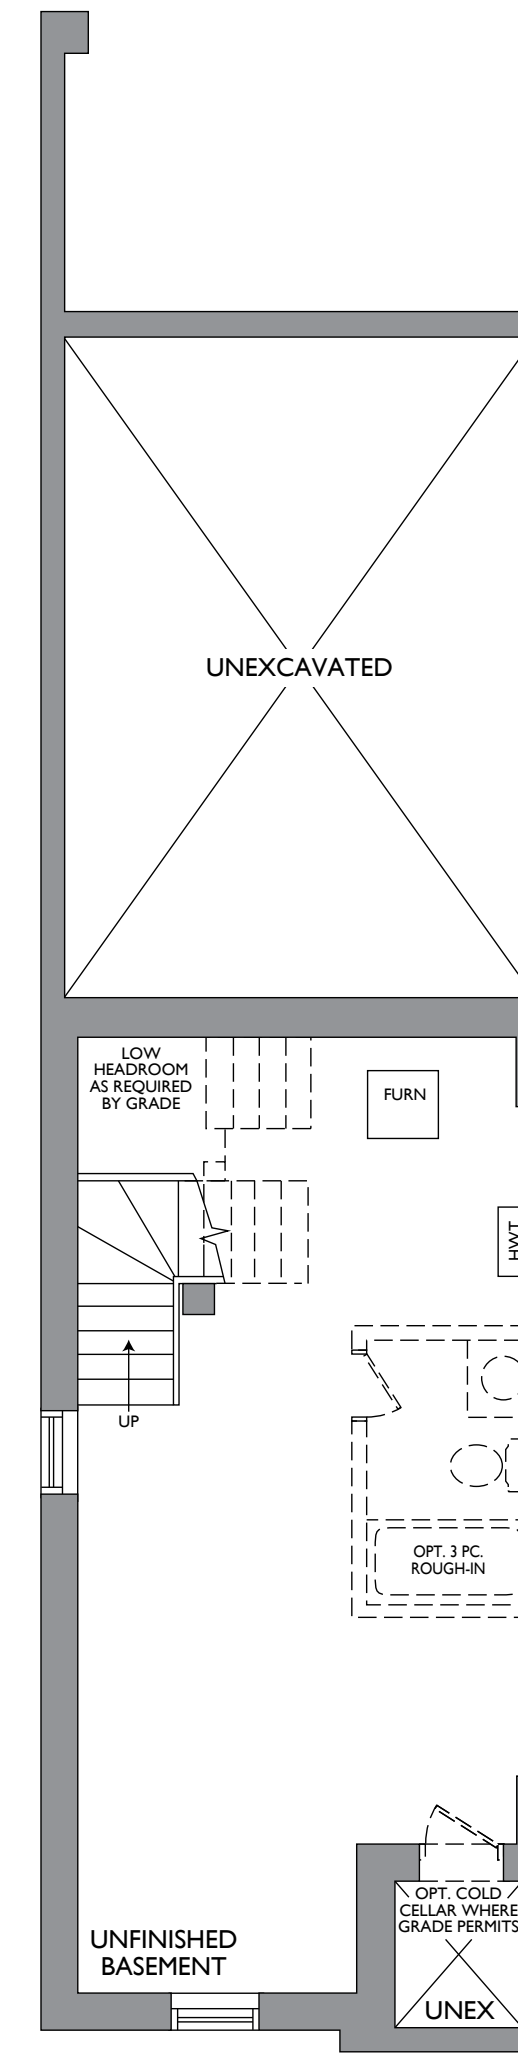 UNEXCAVATED
LOW
HEADROOM
AS REQUIRED
BY GRADE
FURN
HWT
UP
OPT. 3 PC.
ROUGH-IN
OPT. COLD
CELLAR WHERE
GRADE PERMITS
UNFINISHED
BASEMENT
UNEX